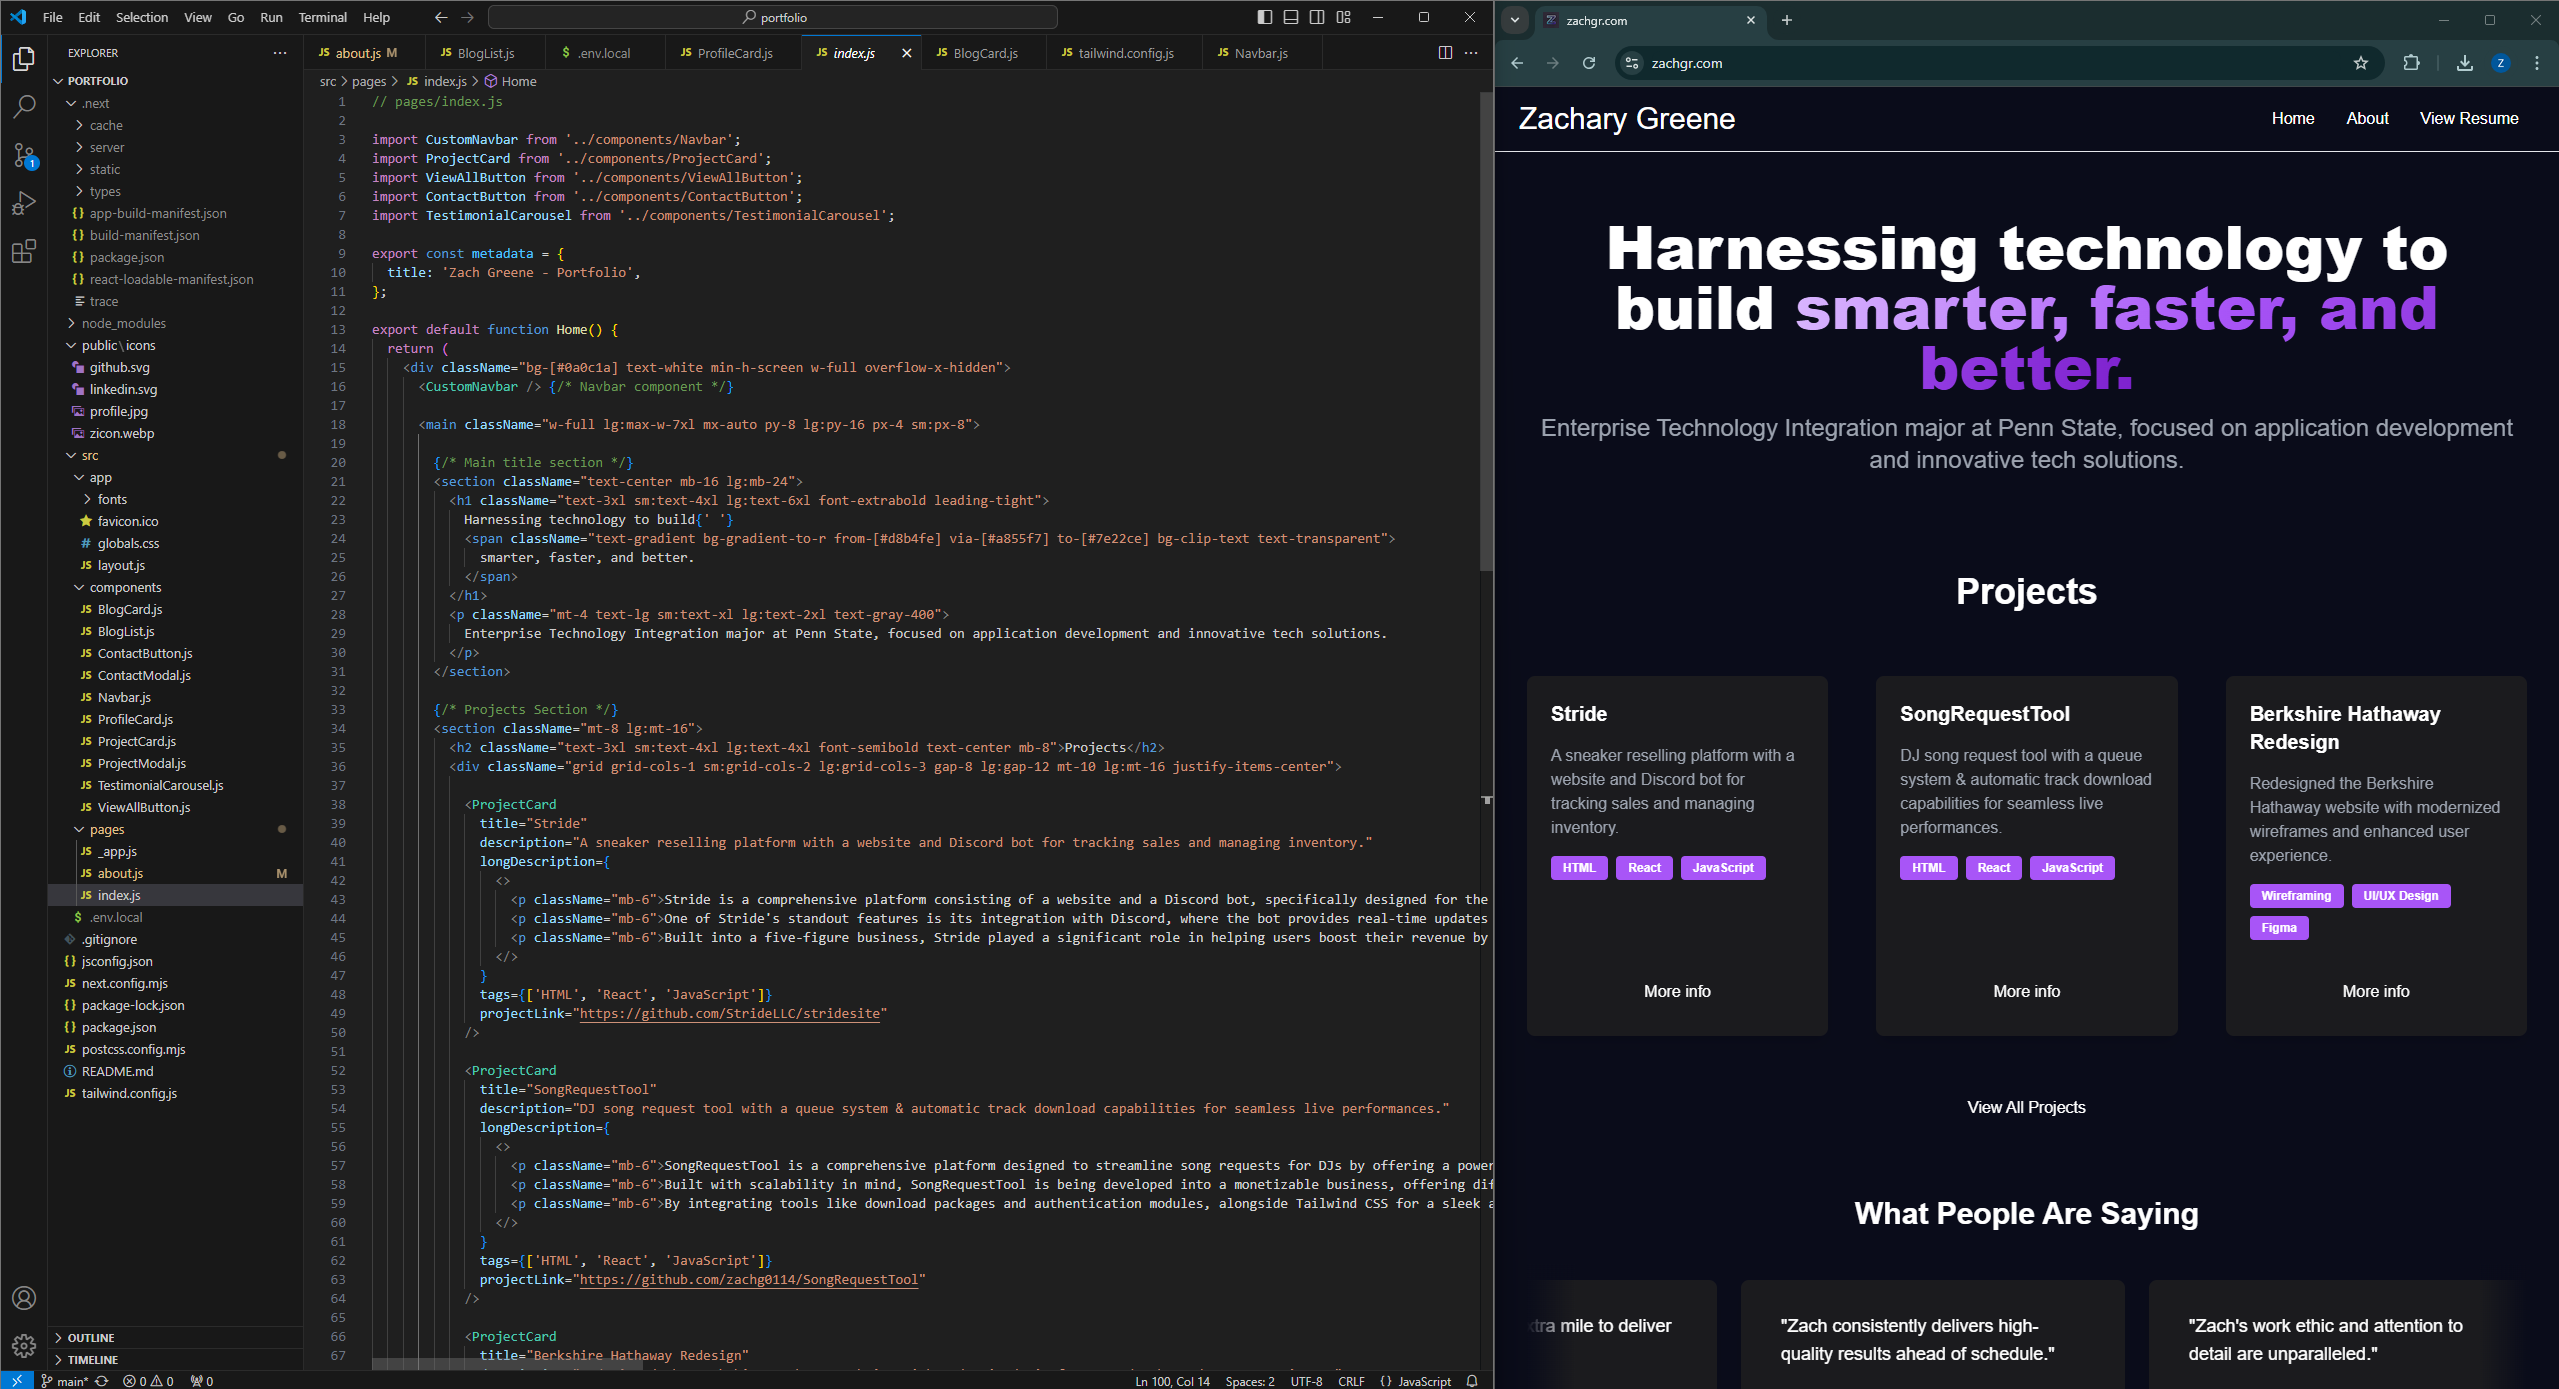 File Edit Selection View Go Run Terminal Help
portfolio
EXPLORER
PORTFOLIO
.next
cache
server
static
types
app-build-manifest.json
build-manifest.json
package.json
react-loadable-manifest.json
trace
node_modules
public\icons
github.svg
linkedin.svg
profile.jpg
zicon.webp
src
app
fonts
favicon.ico
globals.css
layout.js
components
BlogCard.js
BlogList.js
ContactButton.js
ContactModal.js
Navbar.js
ProfileCard.js
ProjectCard.js
ProjectModal.js
TestimonialCarousel.js
ViewAllButton.js
pages
_app.js
about.js M
index.js
.env.local
.gitignore
jsconfig.json
next.config.mjs
package-lock.json
package.json
postcss.config.mjs
README.md
tailwind.config.js
OUTLINE
TIMELINE
about.js M BlogList.js .env.local ProfileCard.js index.js BlogCard.js tailwind.config.js Navbar.js
src > pages > JS index.js > Home
1 // pages/index.js
2
3 import CustomNavbar from '../components/Navbar';
4 import ProjectCard from '../components/ProjectCard';
5 import ViewAllButton from '../components/ViewAllButton';
6 import ContactButton from '../components/ContactButton';
7 import TestimonialCarousel from '../components/TestimonialCarousel';
8
9 export const metadata = {
10 title: 'Zach Greene - Portfolio',
11 };
12
13 export default function Home() {
14 return (
15 <div className="bg-[#0a0c1a] text-white min-h-screen w-full overflow-x-hidden">
16 <CustomNavbar /> {/* Navbar component */}
17
18 <main className="w-full lg:max-w-7xl mx-auto py-8 lg:py-16 px-4 sm:px-8">
19
20 {/* Main title section */}
21 <section className="text-center mb-16 lg:mb-24">
22 <h1 className="text-3xl sm:text-4xl lg:text-6xl font-extrabold leading-tight">
23 Harnessing technology to build{' '}
24 <span className="text-gradient bg-gradient-to-r from-[#d8b4fe] via-[#a855f7] to-[#7e22ce] bg-clip-text text-transparent">
25 smarter, faster, and better.
26 </span>
27 </h1>
28 <p className="mt-4 text-lg sm:text-xl lg:text-2xl text-gray-400">
29 Enterprise Technology Integration major at Penn State, focused on application development and innovative tech solutions.
30 </p>
31 </section>
32
33 {/* Projects Section */}
34 <section className="mt-8 lg:mt-16">
35 <h2 className="text-3xl sm:text-4xl lg:text-4xl font-semibold text-center mb-8">Projects</h2>
36 <div className="grid grid-cols-1 sm:grid-cols-2 lg:grid-cols-3 gap-8 lg:gap-12 mt-10 lg:mt-16 justify-items-center">
37
38 <ProjectCard
39 title="Stride"
40 description="A sneaker reselling platform with a website and Discord bot for tracking sales and managing inventory."
41 longDescription={
42 <>
43 <p className="mb-6">Stride is a comprehensive platform consisting of a website and a Discord bot, specifically designed for the
44 <p className="mb-6">One of Stride's standout features is its integration with Discord, where the bot provides real-time updates
45 <p className="mb-6">Built into a five-figure business, Stride played a significant role in helping users boost their revenue by
46 </>
47 }
48 tags={['HTML', 'React', 'JavaScript']}
49 projectLink="https://github.com/StrideLLC/stridesite"
50 />
51
52 <ProjectCard
53 title="SongRequestTool"
54 description="DJ song request tool with a queue system & automatic track download capabilities for seamless live performances."
55 longDescription={
56 <>
57 <p className="mb-6">SongRequestTool is a comprehensive platform designed to streamline song requests for DJs by offering a power
58 <p className="mb-6">Built with scalability in mind, SongRequestTool is being developed into a monetizable business, offering dif
59 <p className="mb-6">By integrating tools like download packages and authentication modules, alongside Tailwind CSS for a sleek a
60 </>
61 }
62 tags={['HTML', 'React', 'JavaScript']}
63 projectLink="https://github.com/zachg0114/SongRequestTool"
64 />
65
66 <ProjectCard
67 title="Berkshire Hathaway Redesign"
main* 0 0 0
Ln 100, Col 14 Spaces: 2 UTF-8 CRLF {} JavaScript
zachgr.com
zachgr.com
Z
Zachary Greene Home About View Resume
Harnessing technology to
build smarter, faster, and
better.
Enterprise Technology Integration major at Penn State, focused on application development
and innovative tech solutions.
Projects
Stride
A sneaker reselling platform with a
website and Discord bot for
tracking sales and managing
inventory.
HTML React JavaScript
More info
SongRequestTool
DJ song request tool with a queue
system & automatic track download
capabilities for seamless live
performances.
HTML React JavaScript
More info
Berkshire Hathaway
Redesign
Redesigned the Berkshire
Hathaway website with modernized
wireframes and enhanced user
experience.
Wireframing UI/UX Design
Figma
More info
View All Projects
What People Are Saying
mile to deliver
"Zach consistently delivers high-
quality results ahead of schedule."
"Zach's work ethic and attention to
detail are unparalleled."